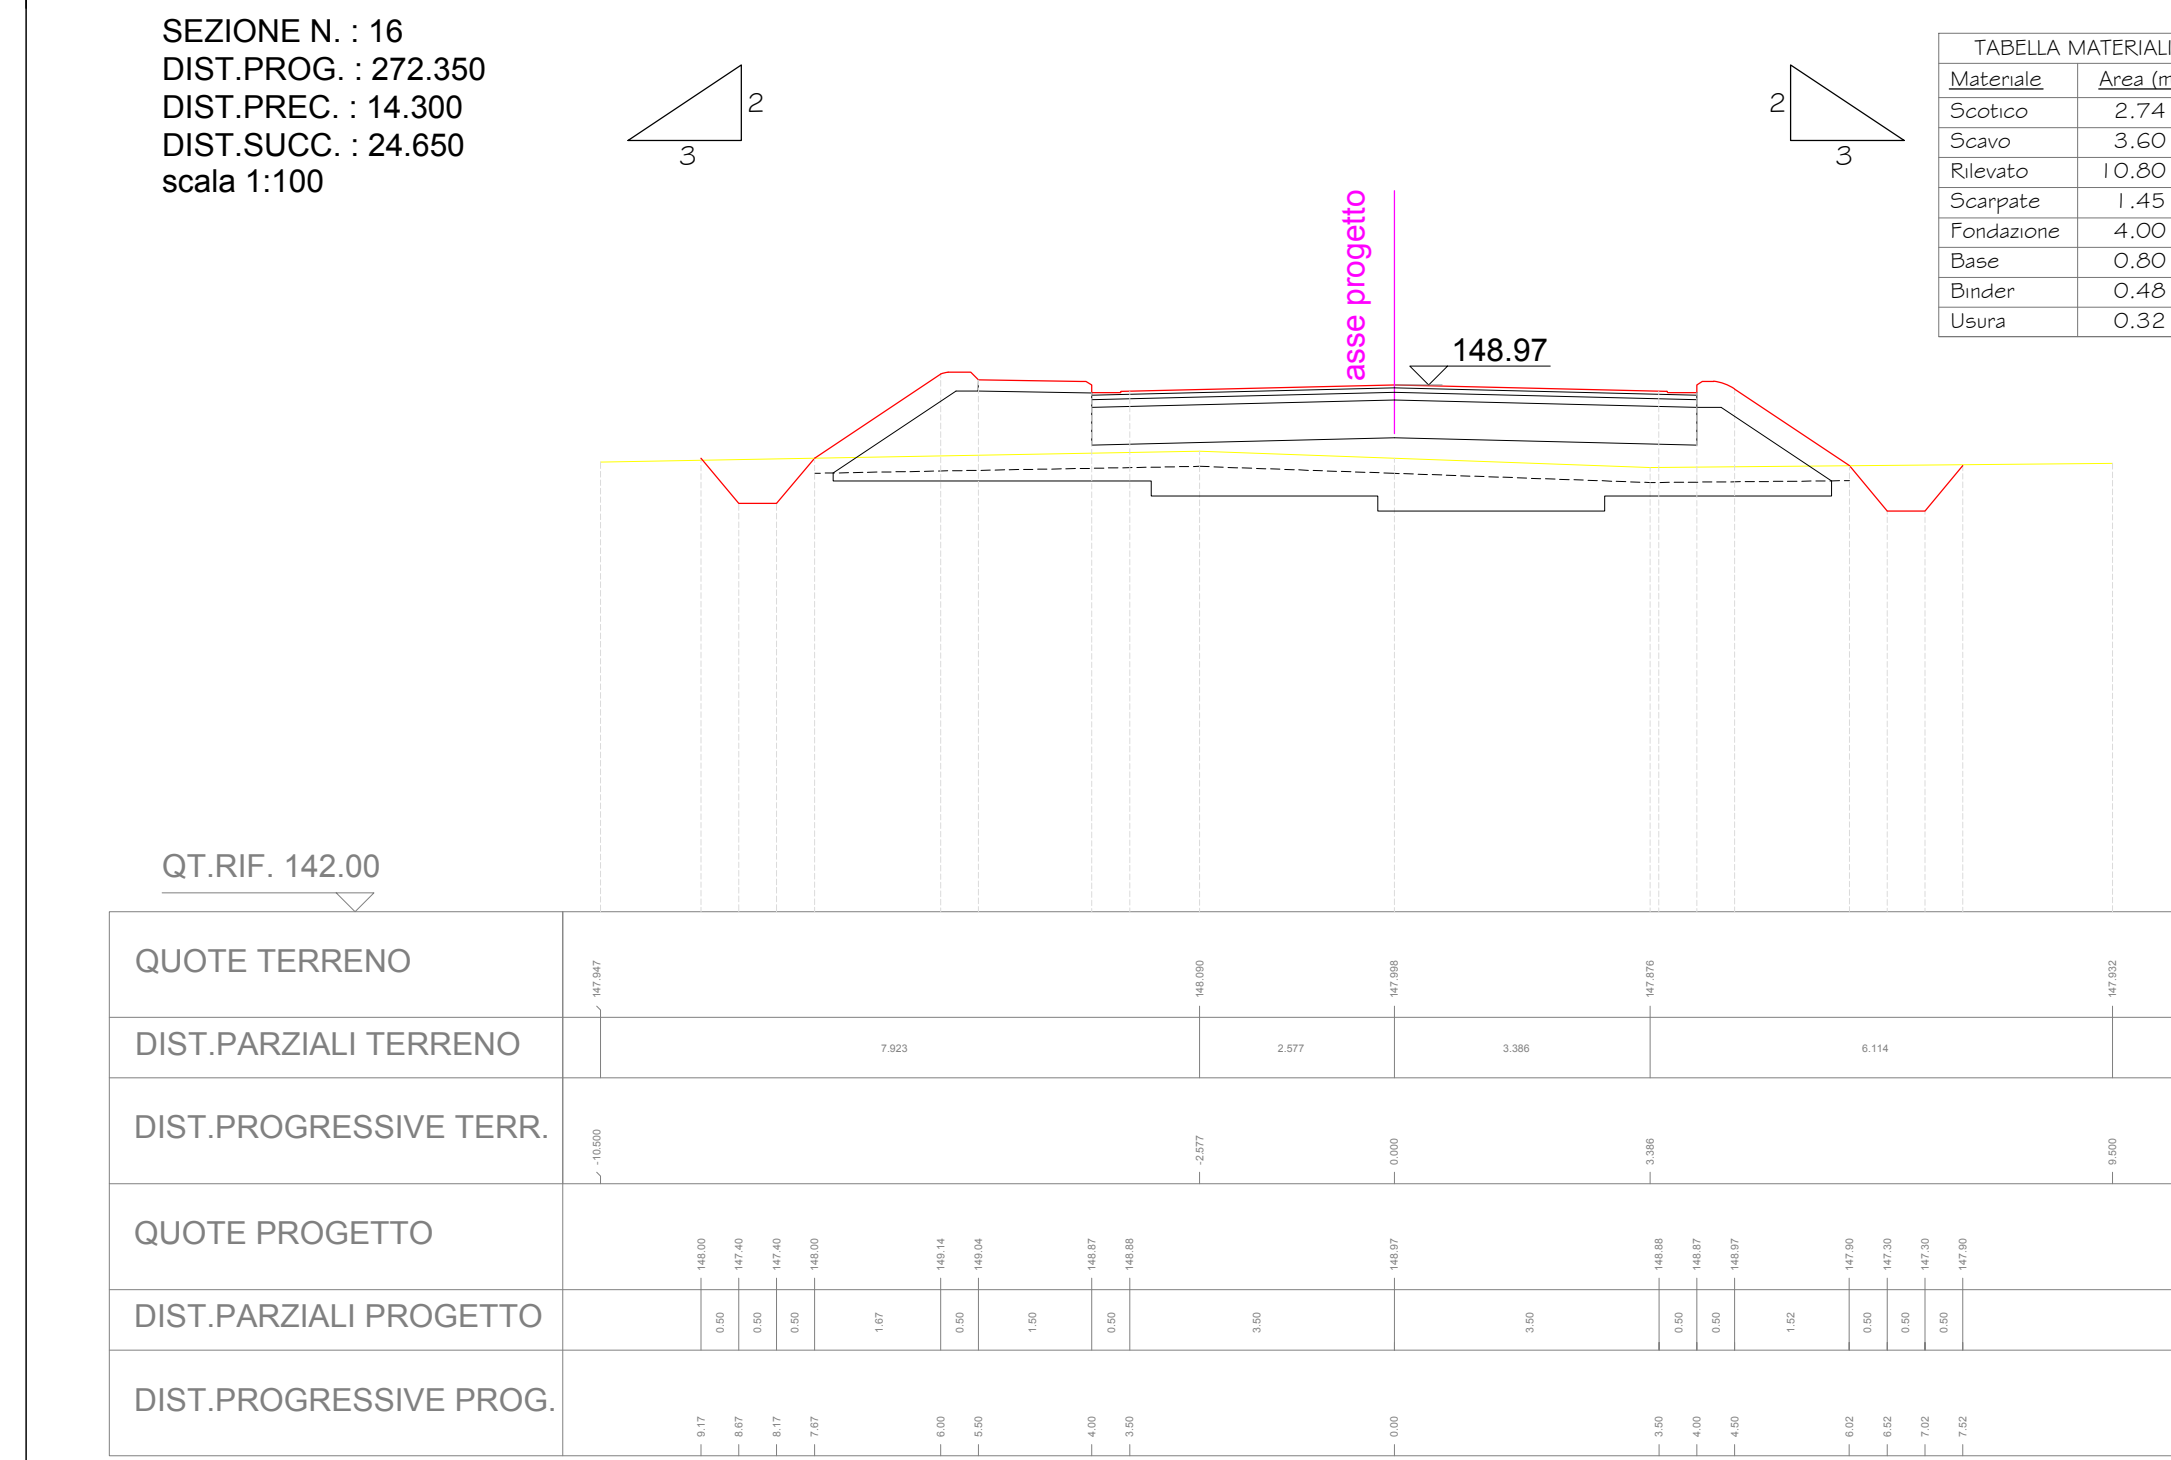 SEZIONE N. : 16
DIST.PROG. : 272.350
DIST.PREC. : 14.300
DIST.SUCC. : 24.650
scala 1:100
2
3
2
3
TABELLA MATERIALI
Materiale Area (m
Scotico 2.74
Scavo 3.60
Rilevato 10.80
Scarpate 1.45
Fondazione 4.00
Base 0.80
Binder 0.48
Usura 0.32
asse progetto
148.97
QT.RIF. 142.00
QUOTE TERRENO 147.947 148.090 147.998 147.876 147.932
DIST.PARZIALI TERRENO 7.923 2.577 3.386 6.114
DIST.PROGRESSIVE TERR. -10.500 -2.577 0.000 3.386 9.500
QUOTE PROGETTO 148.00 147.40 147.40 148.00 149.14 149.04 148.87 148.88 148.97 148.88 148.87 148.97 147.90 147.30 147.30 147.90
DIST.PARZIALI PROGETTO 0.50 0.50 0.50 1.67 0.50 1.50 0.50 3.50 3.50 0.50 0.50 1.52 0.50 0.50 0.50
DIST.PROGRESSIVE PROG. 9.17 8.67 8.17 7.67 6.00 5.50 4.00 3.50 0.00 3.50 4.00 4.50 6.02 6.52 7.02 7.52